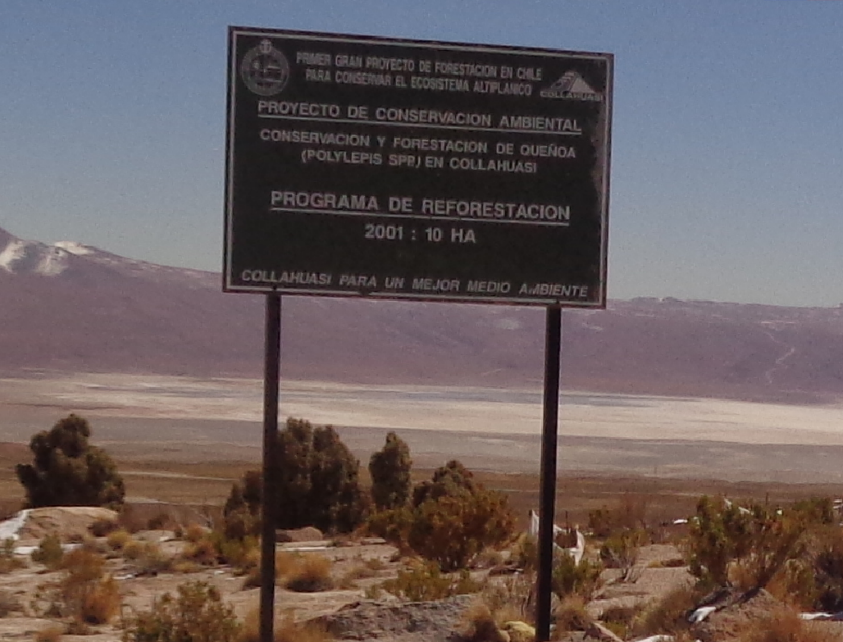 PRIMER GRAN PROYECTO DE FORESTACION EN CHILE
PARA CONSERVAR EL ECOSISTEMA ALTIPLANICO
COLLAHUASI
PROYECTO DE CONSERVACION AMBIENTAL
CONSERVACION Y FORESTACION DE QUEÑOA
(POLYLEPIS SPP.) EN COLLAHUASI
PROGRAMA DE REFORESTACION
2001 : 10 HA
COLLAHUASI PARA UN MEJOR MEDIO AMBIENTE